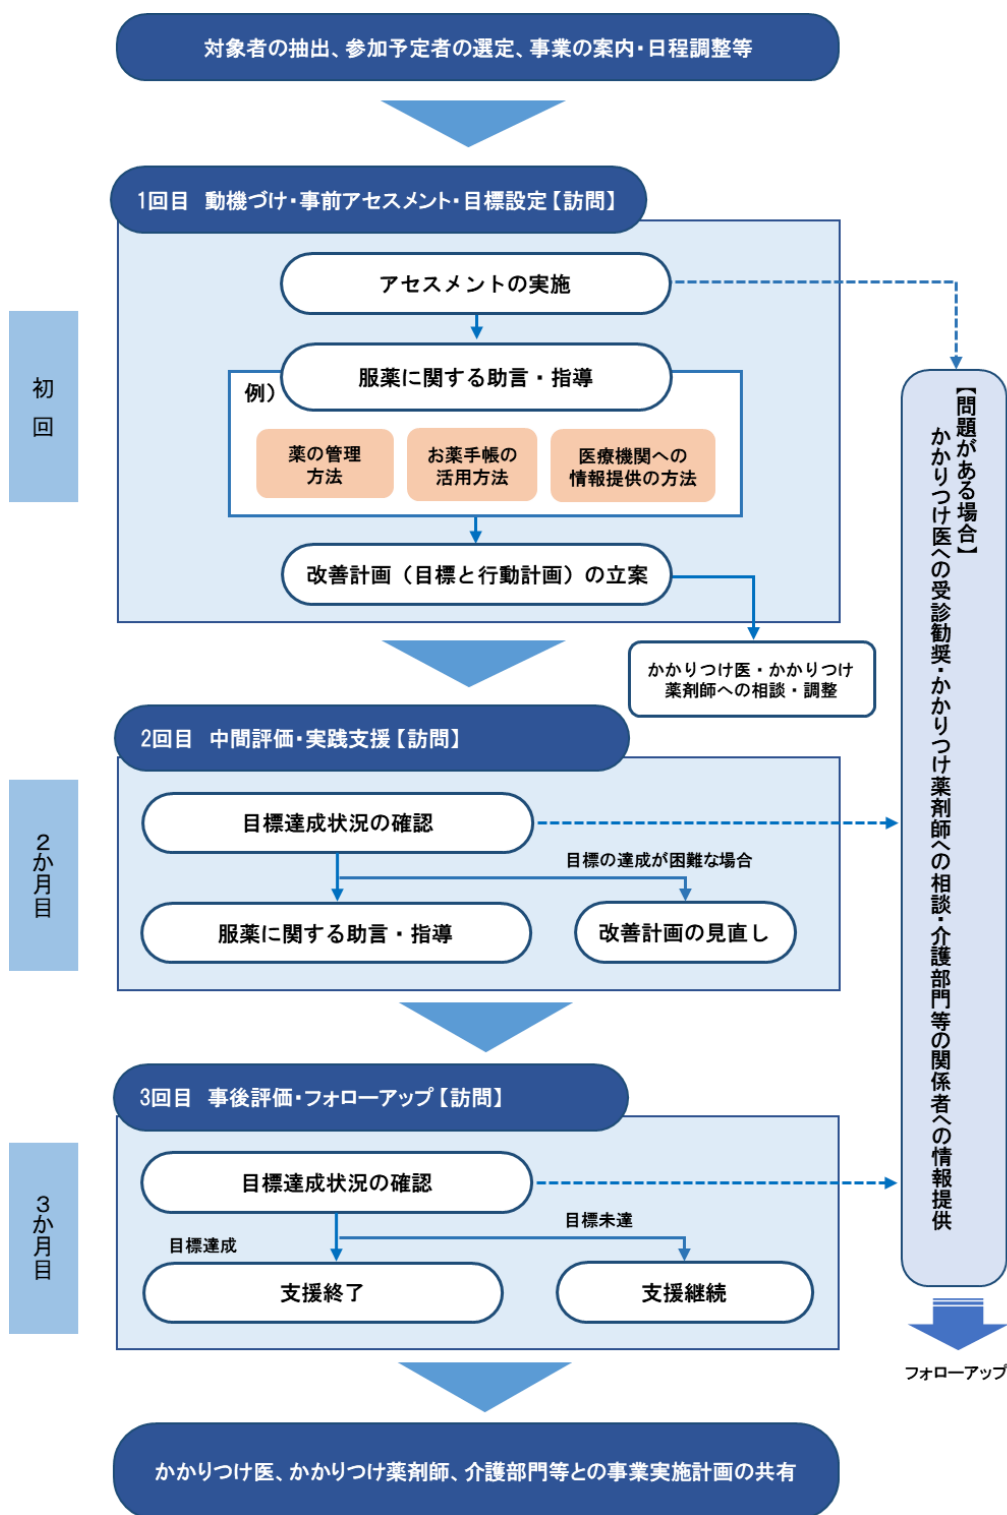 対象者の抽出、参加予定者の選定、事業の案内・日程調整等
1回目 動機づけ・事前アセスメント・目標設定【訪問】
初回
アセスメントの実施
服薬に関する助言・指導
例）
薬の管理
方法
お薬手帳の
活用方法
医療機関への
情報提供の方法
改善計画（目標と行動計画）の立案
かかりつけ医・かかりつけ
薬剤師への相談・調整
2回目 中間評価・実践支援【訪問】
2か月目
目標達成状況の確認
目標の達成が困難な場合
服薬に関する助言・指導
改善計画の見直し
3回目 事後評価・フォローアップ【訪問】
3か月目
目標達成状況の確認
目標未達
目標達成
支援終了
支援継続
【問題がある場合】
かかりつけ医への受診勧奨・かかりつけ薬剤師への相談・介護部門等の関係者への情報提供
フォローアップ
かかりつけ医、かかりつけ薬剤師、介護部門等との事業実施計画の共有